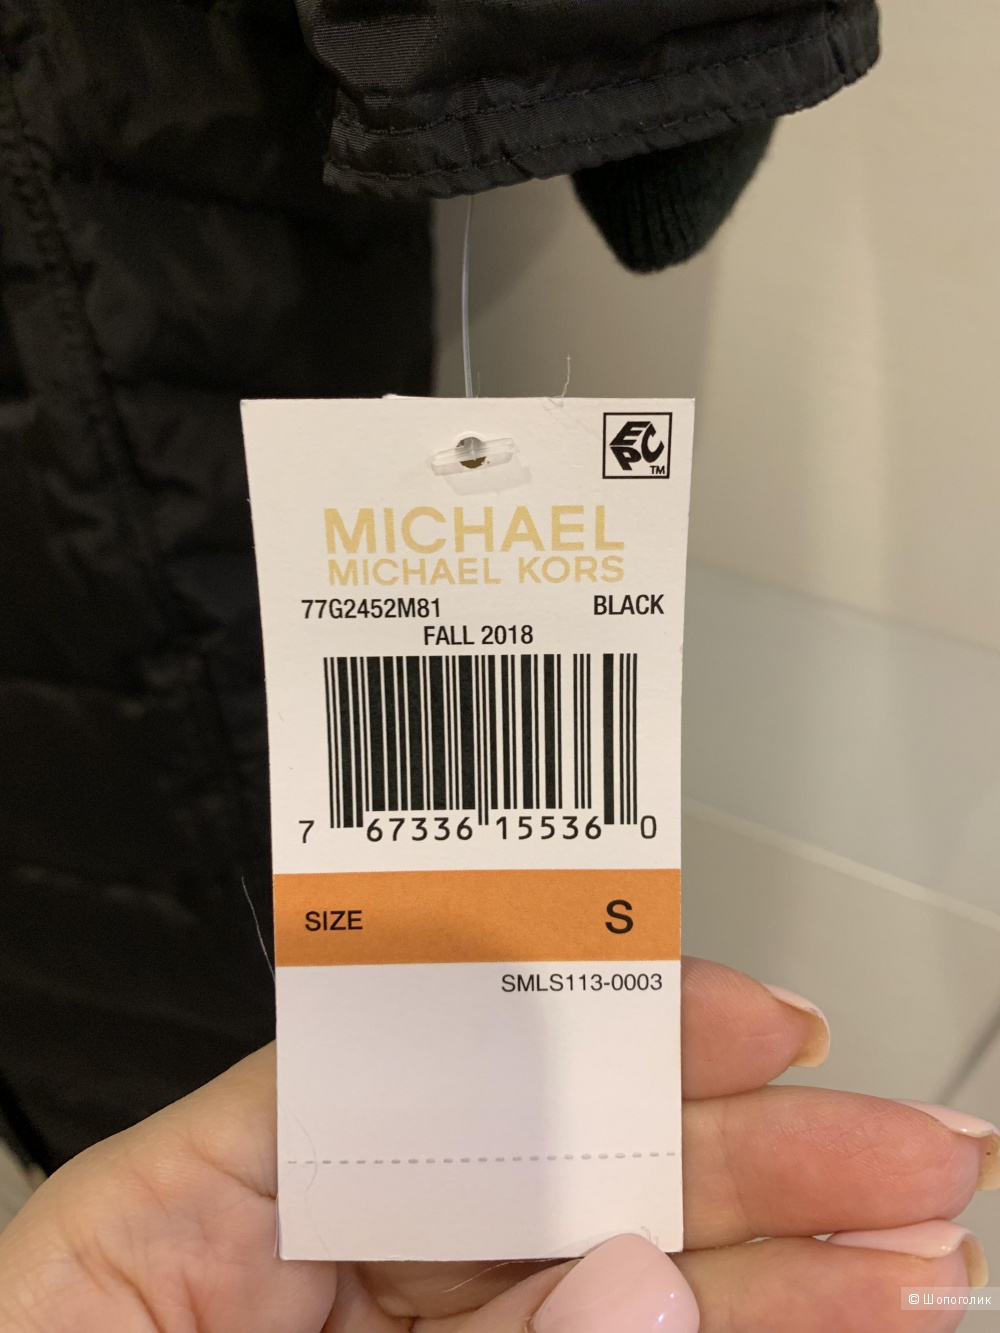 EPC
TM
MICHAEL
MICHAEL KORS
77G2452M81 BLACK
FALL 2018
7 67336 15536 0
SIZE S
SMLS113-0003
© Шопоголик